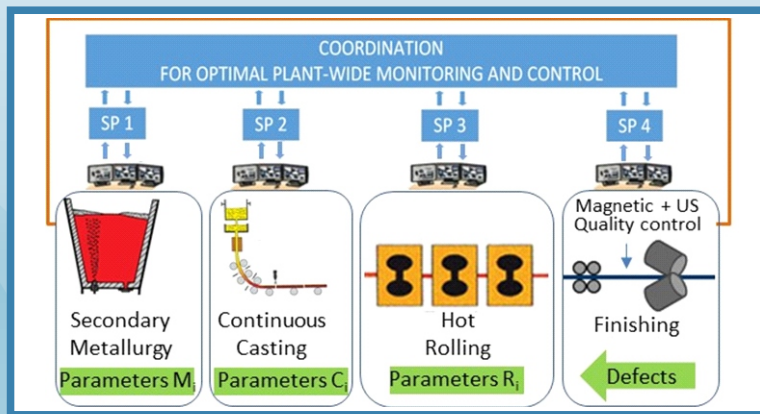 COORDINATION
FOR OPTIMAL PLANT-WIDE MONITORING AND CONTROL
SP 1
SP 2
SP 3
SP 4
Secondary
Metallurgy
Parameters Mi
Continuous
Casting
Parameters Ci
Hot
Rolling
Parameters Ri
Magnetic + US
Quality control
Finishing
Defects